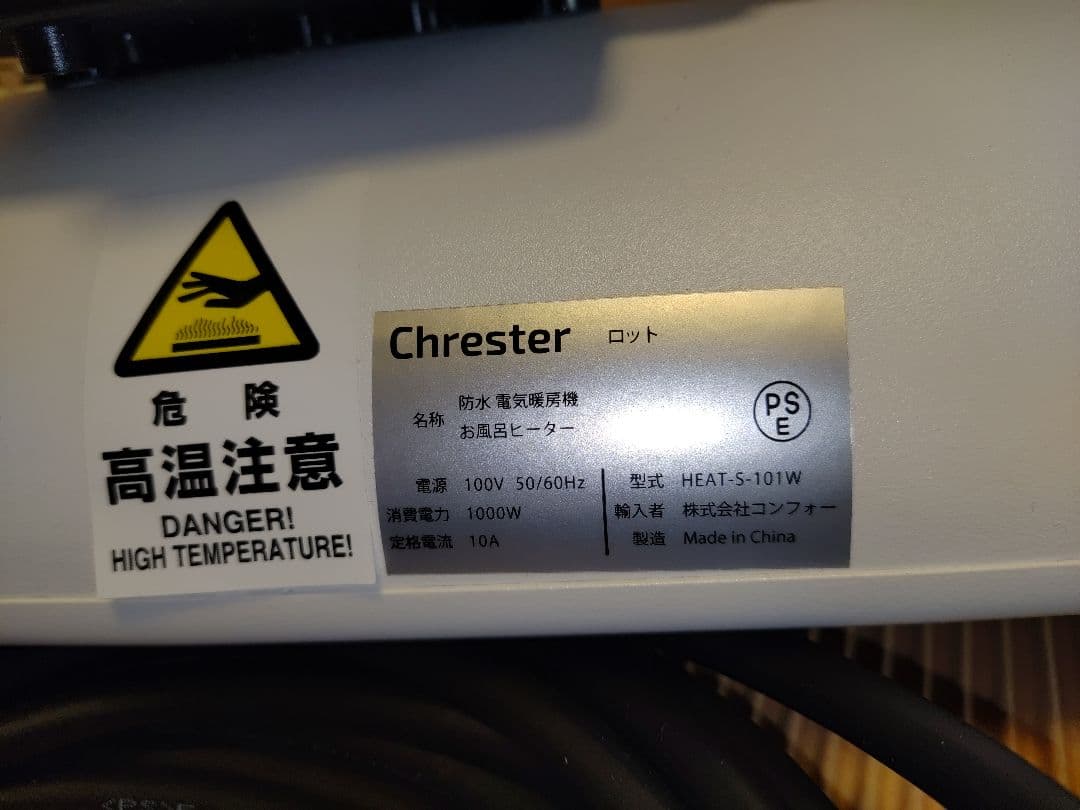 危 険
高温注意
DANGER!
HIGH TEMPERATURE!
Chrester ロット
名称 防水 電気暖房機
お風呂ヒーター
PS
E
電源 100V 50/60Hz
消費電力 1000W
定格電流 10A
型式 HEAT-S-101W
輸入者 株式会社コンフォー
製造 Made in China